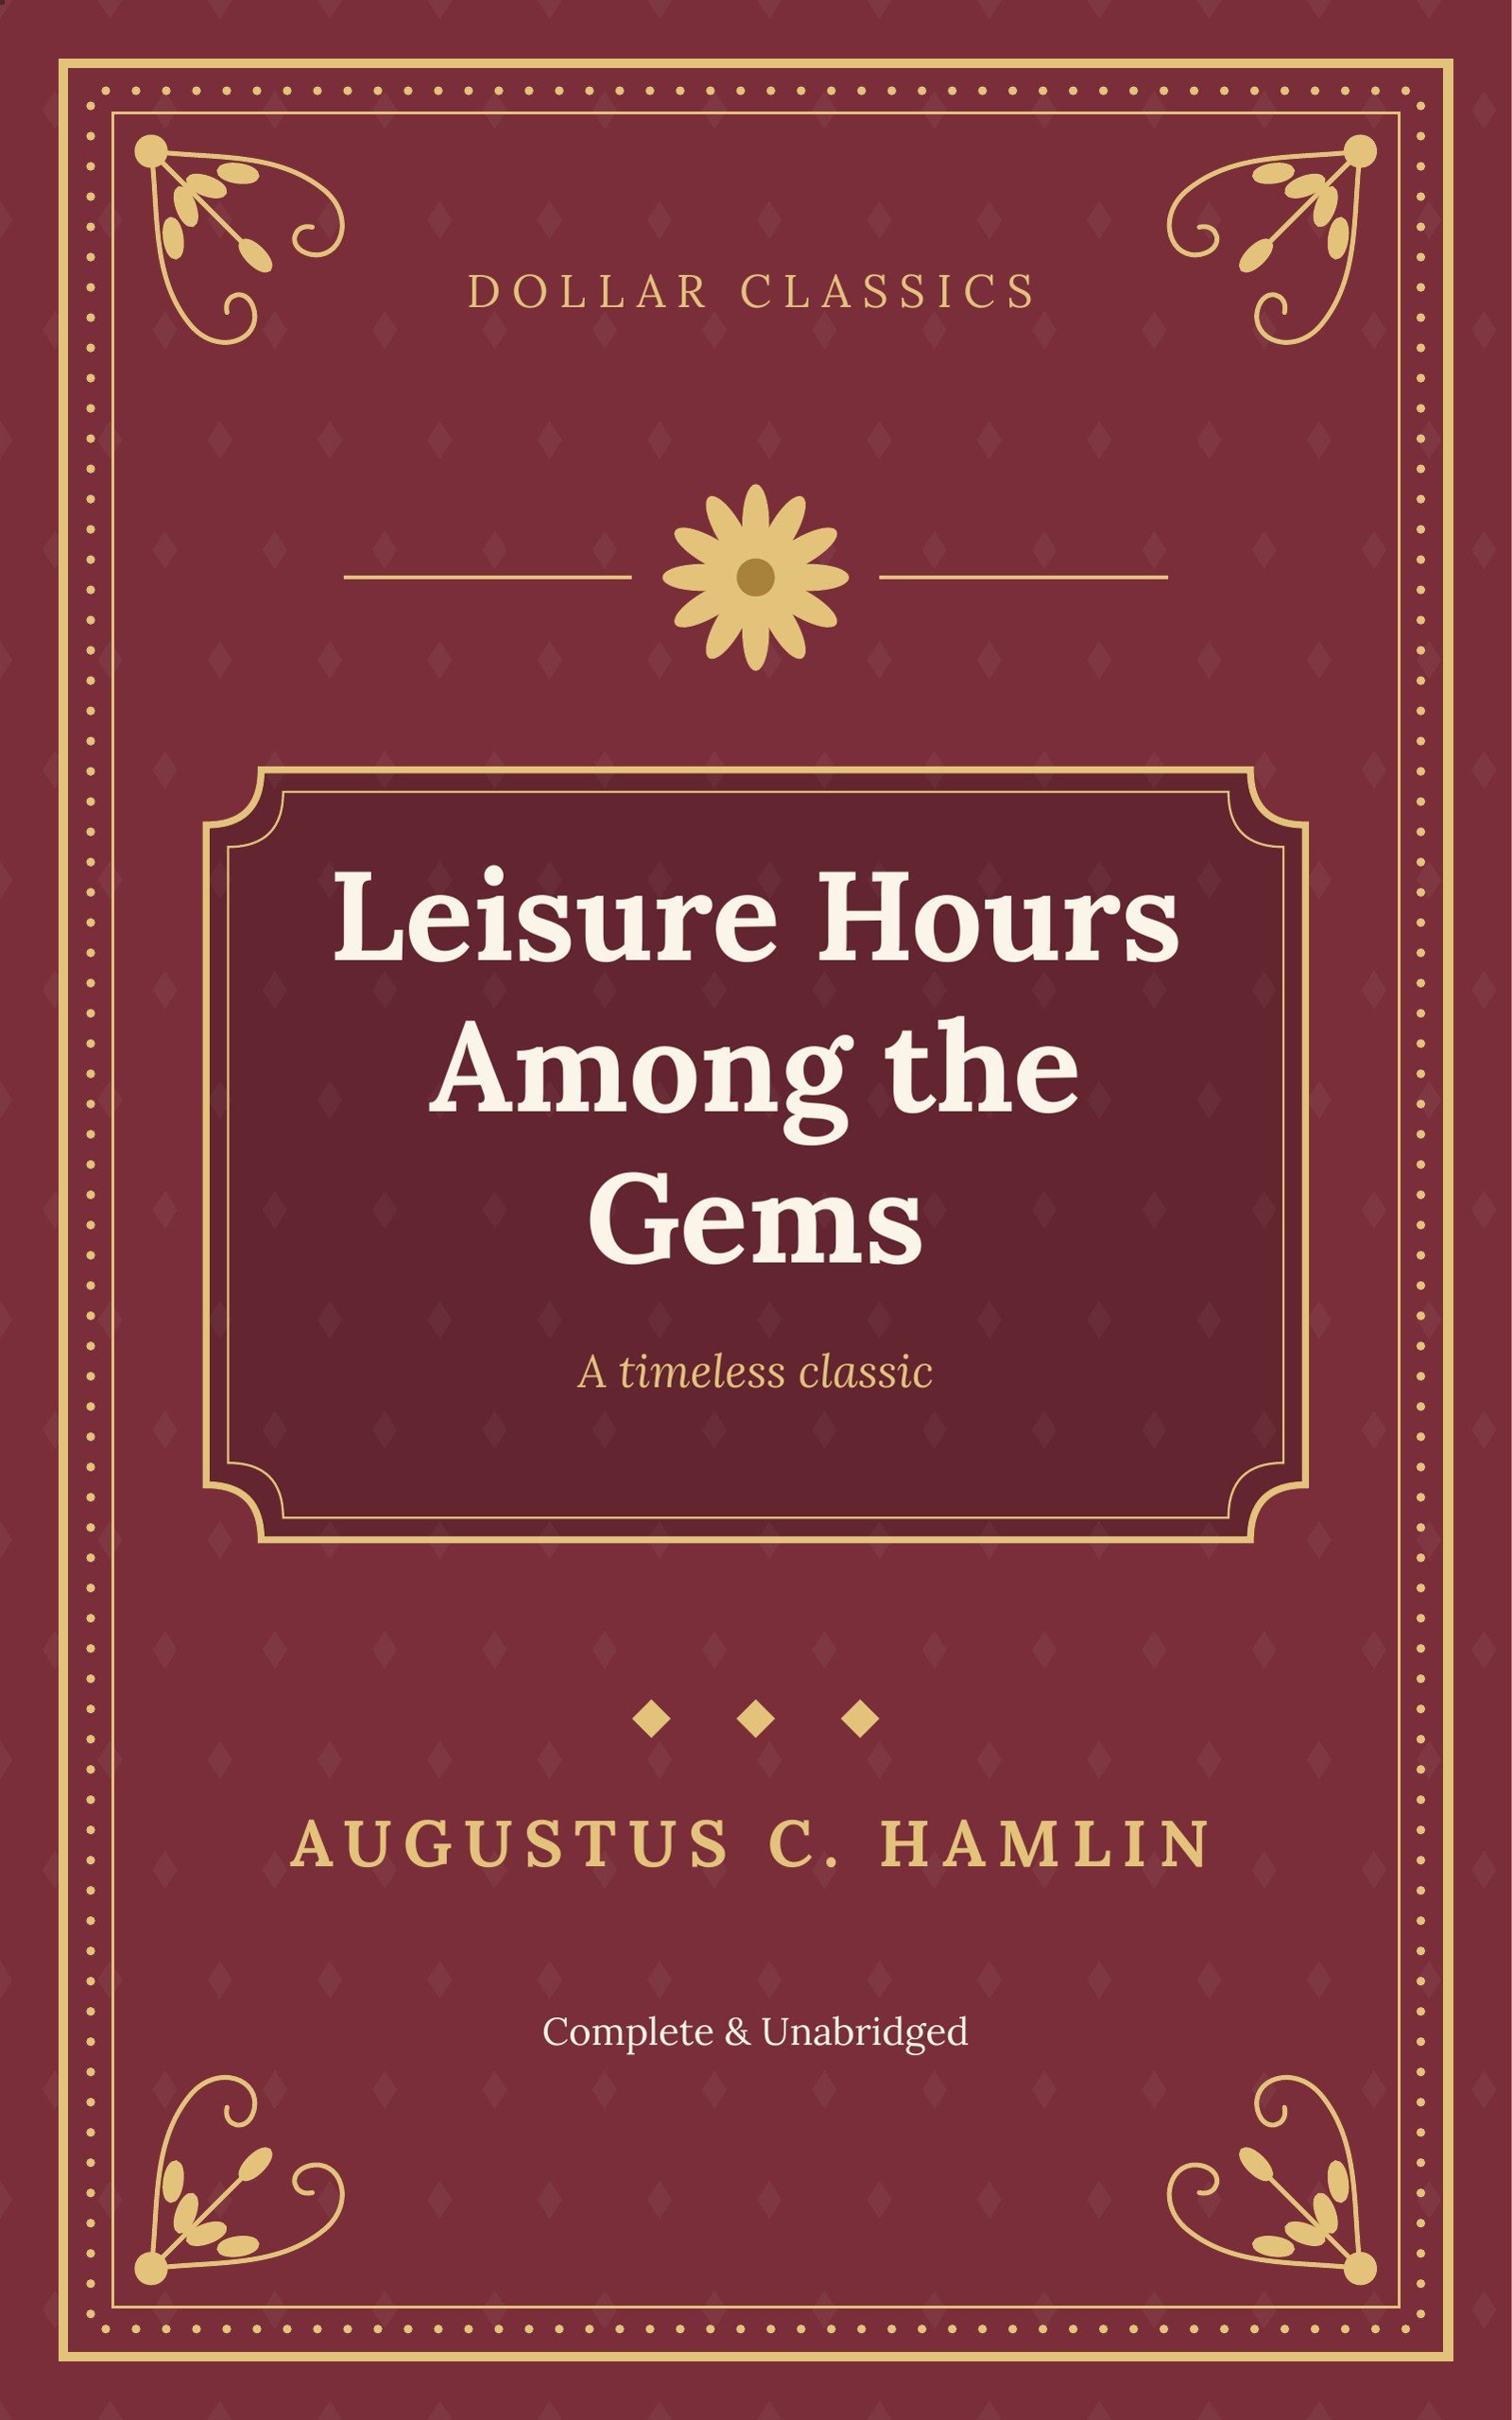 DOLLAR CLASSICS
Leisure Hours
Among the
Gems
A timeless classic
AUGUSTUS C. HAMLIN
Complete & Unabridged